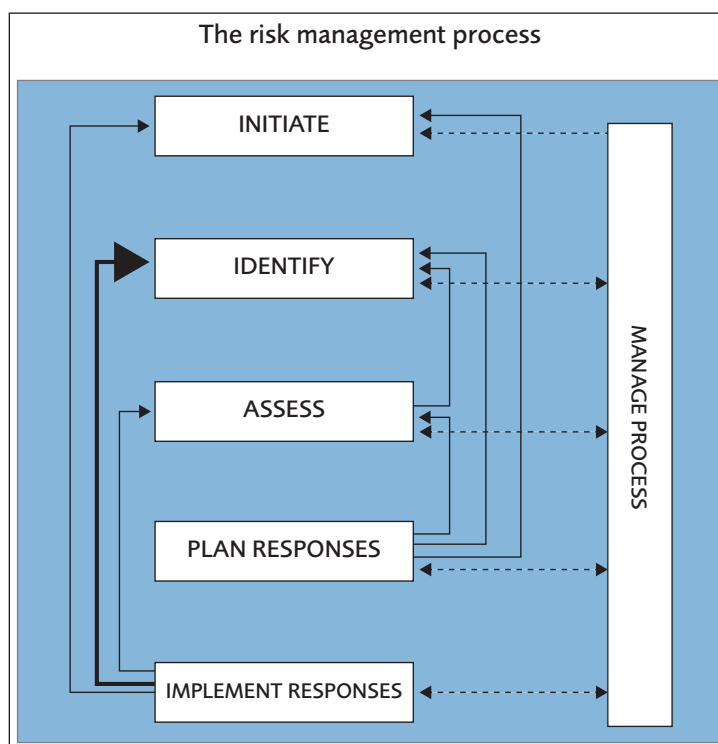 The risk management process
INITIATE
IDENTIFY
ASSESS
PLAN RESPONSES
IMPLEMENT RESPONSES
MANAGE PROCESS